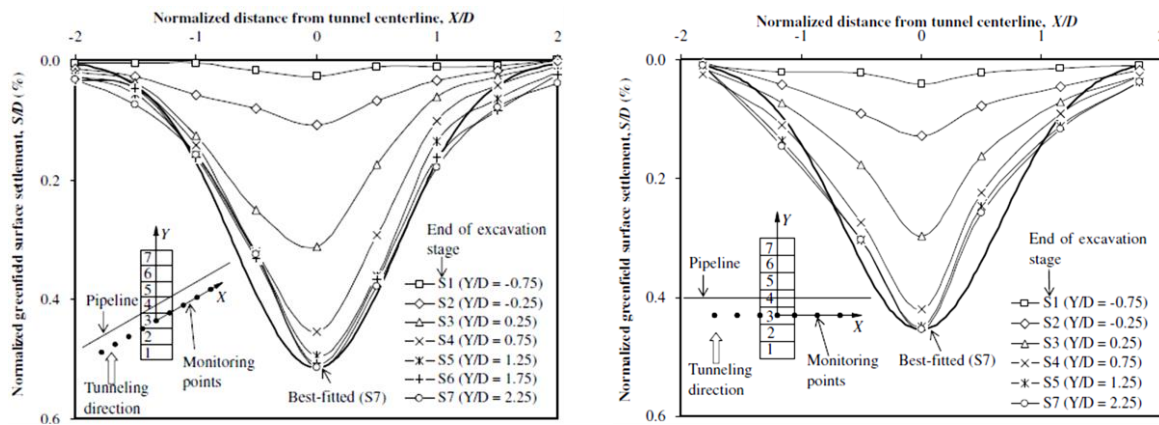 Normalized distance from tunnel centerline, X/D
-2 -1 0 1 2
Normalized greenfield surface settlement, S/D (%)
0.0
0.2
0.4
0.6
Y
7
6
5
4
3
2
1
X
Pipeline
Tunneling
direction
Monitoring
points
Best-fitted (S7)
End of excavation
stage
S1 (Y/D = -0.75)
S2 (Y/D = -0.25)
S3 (Y/D = 0.25)
S4 (Y/D = 0.75)
S5 (Y/D = 1.25)
S6 (Y/D = 1.75)
S7 (Y/D = 2.25)
Normalized distance from tunnel centerline, X/D
-2 -1 0 1 2
Normalized greenfield surface settlement, S/D (%)
0.0
0.2
0.4
0.6
Y
7
6
5
4
3
2
1
X
Pipeline
Tunneling
direction
Monitoring
points
Best-fitted (S7)
End of excavation
stage
S1 (Y/D = -0.75)
S2 (Y/D = -0.25)
S3 (Y/D = 0.25)
S4 (Y/D = 0.75)
S5 (Y/D = 1.25)
S7 (Y/D = 2.25)